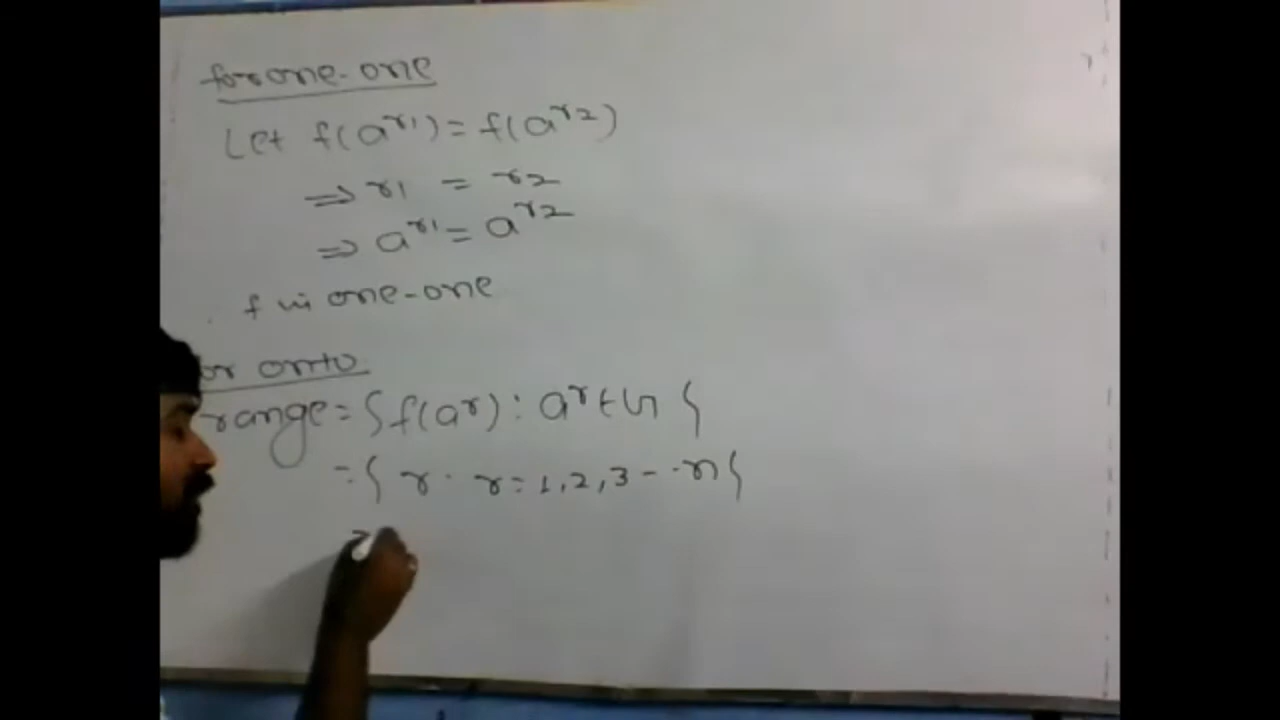 for one-one
Let f(a^r1) = f(a^r2)
⇒ r1 = r2
⇒ a^r1 = a^r2
f is one-one
or onto
range = { f(a^r) : a^r ∈ G }
= { r : r = 1, 2, 3 - - n }
=